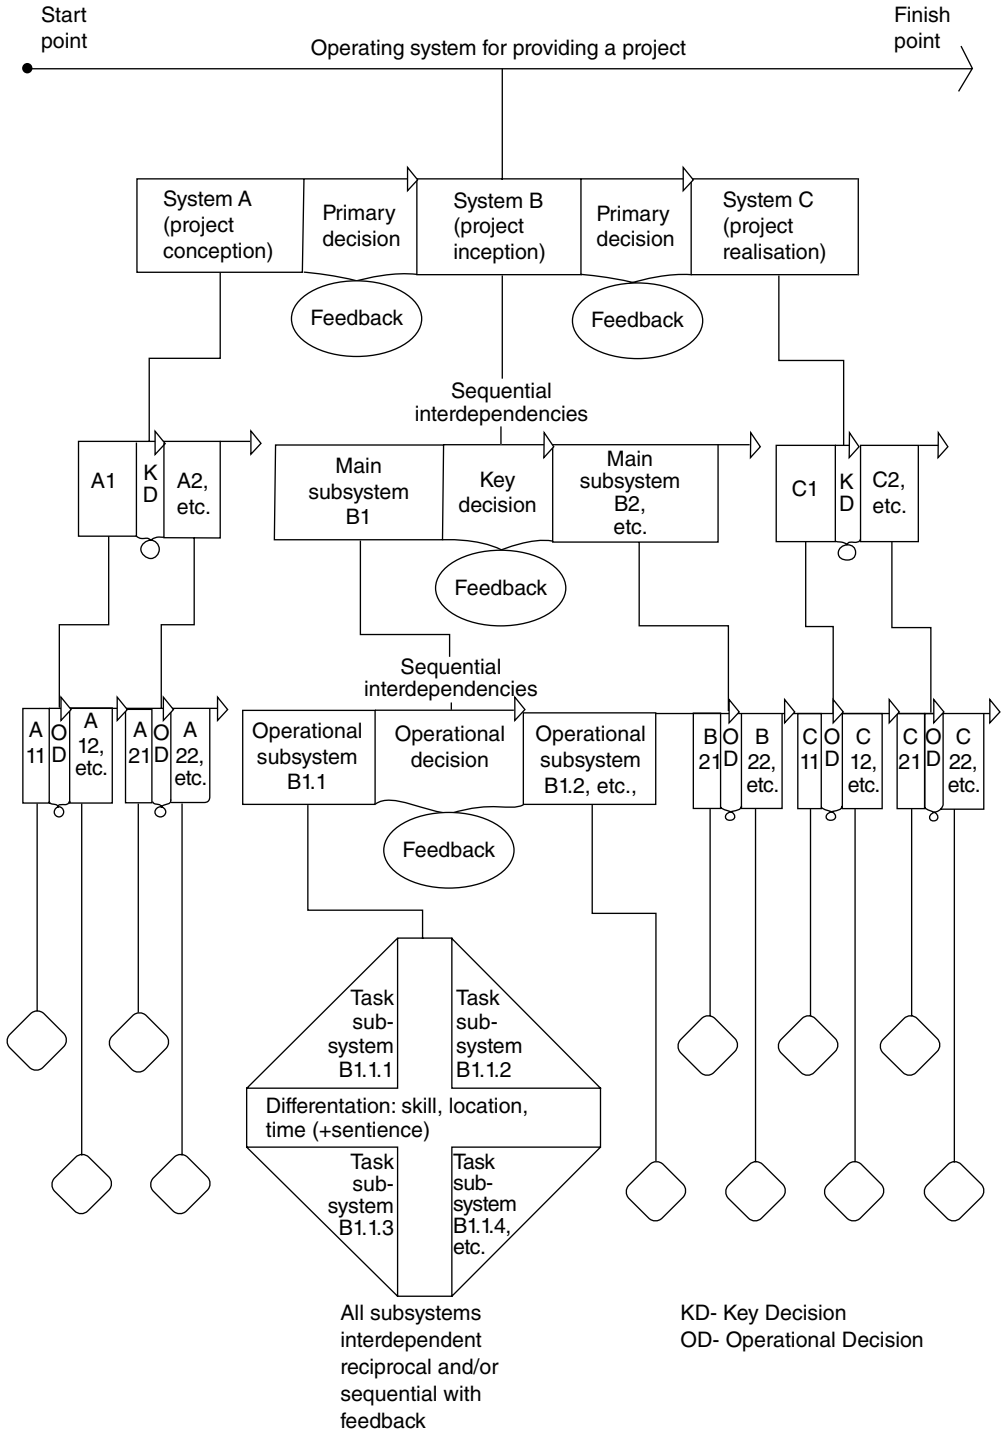 Start
point
Finish
point
Operating system for providing a project
System A
(project
conception)
Primary
decision
System B
(project
inception)
Primary
decision
System C
(project
realisation)
Feedback
Feedback
Sequential
interdependencies
A1
K
D
A2,
etc.
Main
subsystem
B1
Key
decision
Main
subsystem
B2,
etc.
C1
K
D
C2,
etc.
Feedback
Sequential
interdependencies
A
11
O
D
A
12,
etc.
A
21
O
D
A
22,
etc.
Operational
subsystem
B1.1
Operational
decision
Operational
subsystem
B1.2, etc.,
B
21
O
D
B
22,
etc.
C
11
O
D
C
12,
etc.
C
21
O
D
C
22,
etc.
Feedback
Task
sub-
system
B1.1.1
Task
sub-
system
B1.1.2
Differentation: skill, location,
time (+sentience)
Task
sub-
system
B1.1.3
Task
sub-
system
B1.1.4,
etc.
All subsystems
interdependent
reciprocal and/or
sequential with
feedback
KD- Key Decision
OD- Operational Decision